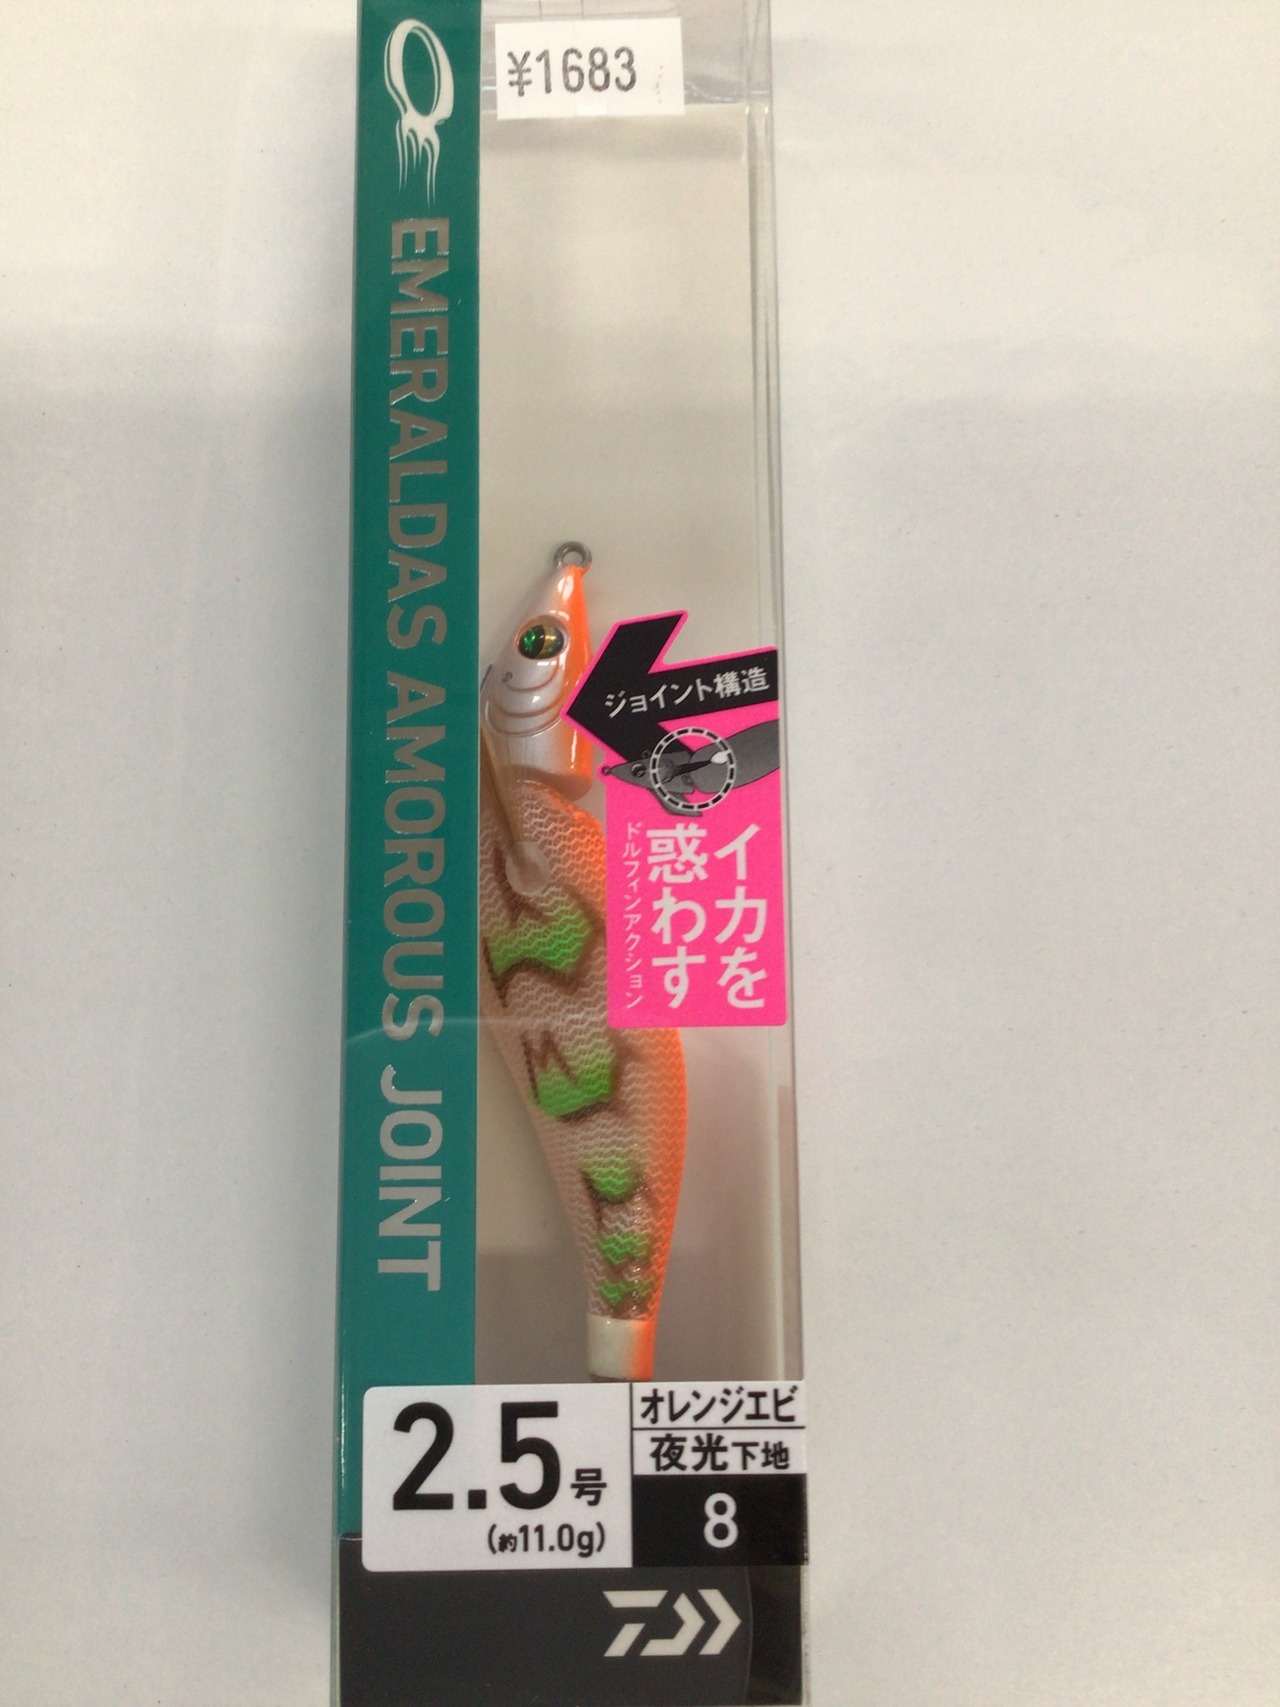 ¥1683
EMERALDAS AMOROUS JOINT
ジョイント構造
イカを
惑わす
ドルフィンアクション
2.5号
(約11.0g)
オレンジエビ
夜光下地
8